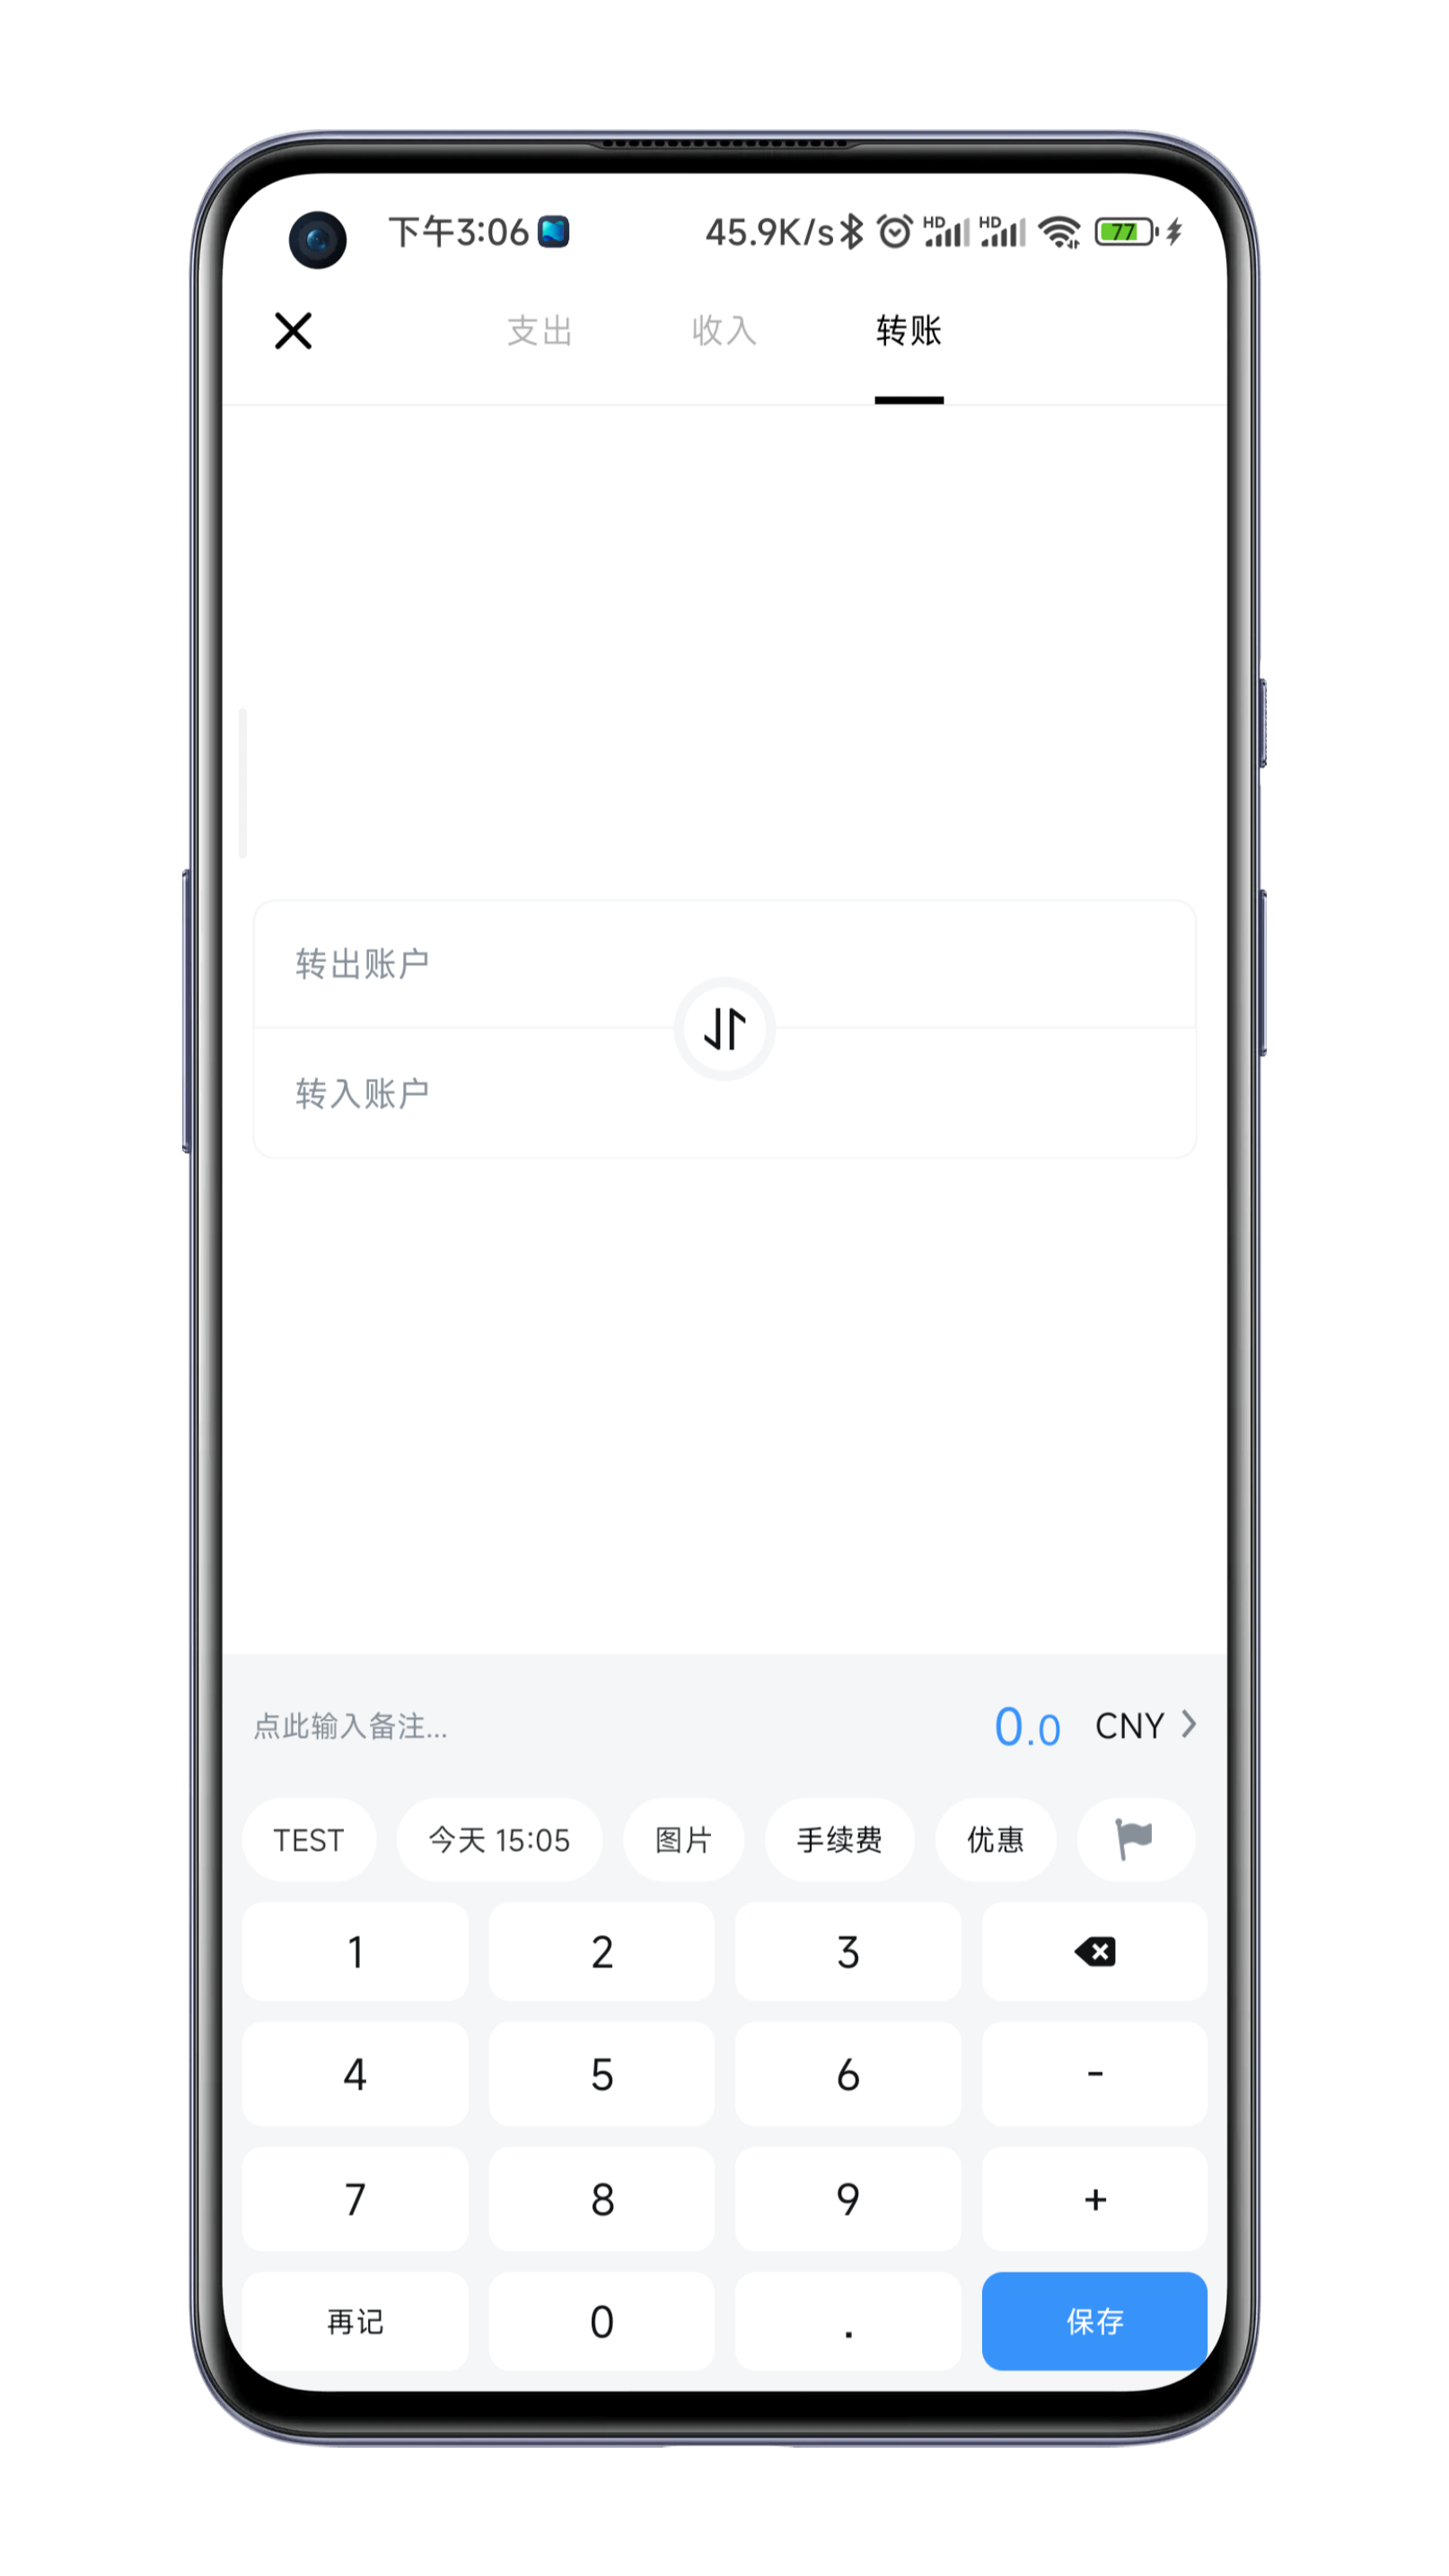 下午3:06 45.9K/s HD HD 77
支出 收入 转账
转出账户
转入账户
点此输入备注... 0.0 CNY
TEST 今天 15:05 图片 手续费 优惠
1 2 3
4 5 6 -
7 8 9 +
再记 0 . 保存